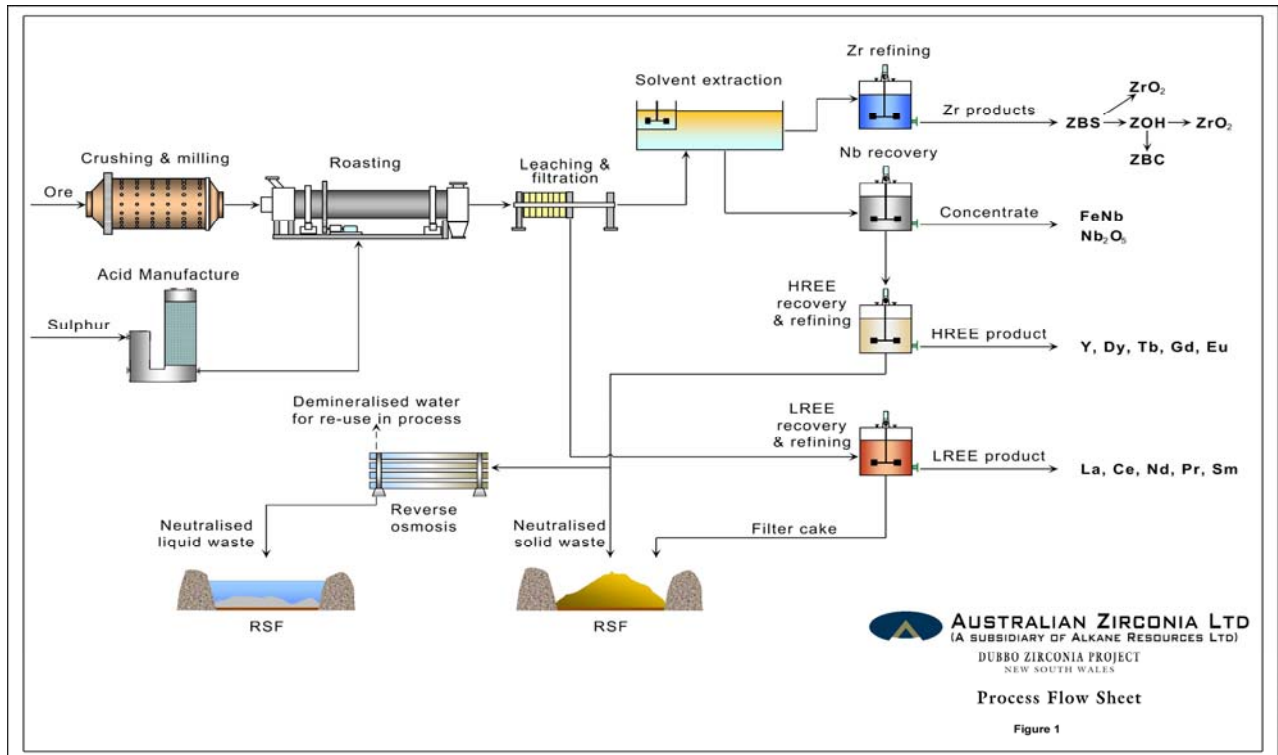 Zr refining
Solvent extraction
ZrO₂
Zr products
ZBS
ZOH
ZrO₂
ZBC
Crushing & milling
Roasting
Leaching &
filtration
Nb recovery
Ore
Concentrate
FeNb
Nb₂O₅
Acid Manufacture
HREE
recovery
& refining
Sulphur
HREE product
Y, Dy, Tb, Gd, Eu
Demineralised water
for re-use in process
LREE
recovery
& refining
LREE product
La, Ce, Nd, Pr, Sm
Reverse
osmosis
Neutralised
liquid waste
Neutralised
solid waste
Filter cake
RSF
RSF
AUSTRALIAN ZIRCONIA LTD
(A SUBSIDIARY OF ALKANE RESOURCES LTD)
DUBBO ZIRCONIA PROJECT
NEW SOUTH WALES
Process Flow Sheet
Figure 1